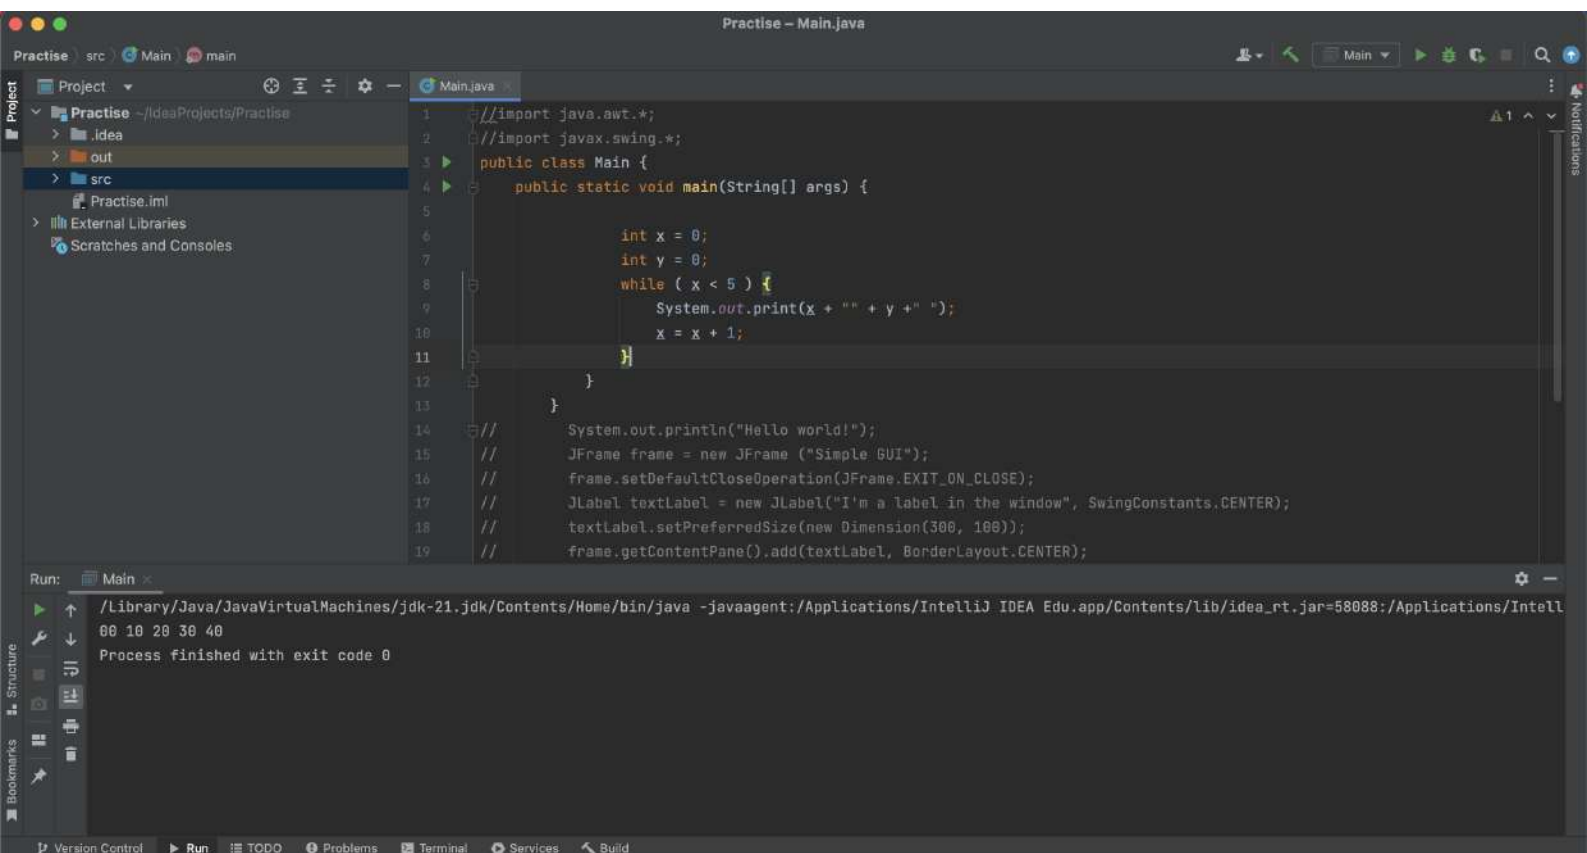 Practise – Main.java
Practise src Main main
Main
Project
Project
Practise ~/IdeaProjects/Practise
.idea
out
src
Practise.iml
External Libraries
Scratches and Consoles
Main.java
1
Notifications
1 //import java.awt.*;
2 //import javax.swing.*;
3 public class Main {
4 public static void main(String[] args) {
5
6 int x = 0;
7 int y = 0;
8 while ( x < 5 ) {
9 System.out.print(x + "" + y +" ");
10 x = x + 1;
11 }
12 }
13 }
14 // System.out.println("Hello world!");
15 // JFrame frame = new JFrame ("Simple GUI");
16 // frame.setDefaultCloseOperation(JFrame.EXIT_ON_CLOSE);
17 // JLabel textLabel = new JLabel("I'm a label in the window", SwingConstants.CENTER);
18 // textLabel.setPreferredSize(new Dimension(300, 100));
19 // frame.getContentPane().add(textLabel, BorderLayout.CENTER);
Run: Main
/Library/Java/JavaVirtualMachines/jdk-21.jdk/Contents/Home/bin/java -javaagent:/Applications/IntelliJ IDEA Edu.app/Contents/lib/idea_rt.jar=58088:/Applications/Intell
00 10 20 30 40
Process finished with exit code 0
Structure
Bookmarks
Version Control Run TODO Problems Terminal Services Build